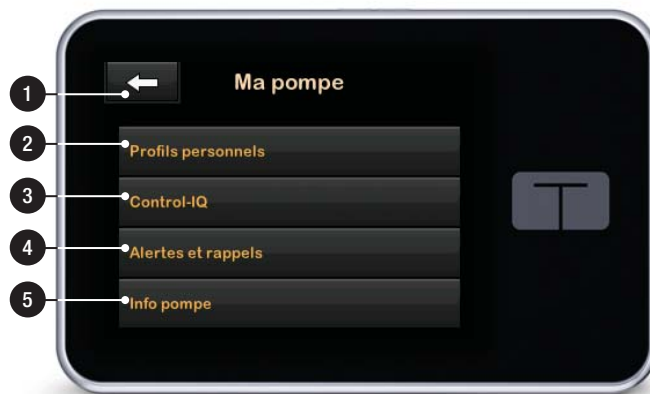 1
Ma pompe
2
Profils personnels
3
Control-IQ
4
Alertes et rappels
5
Info pompe